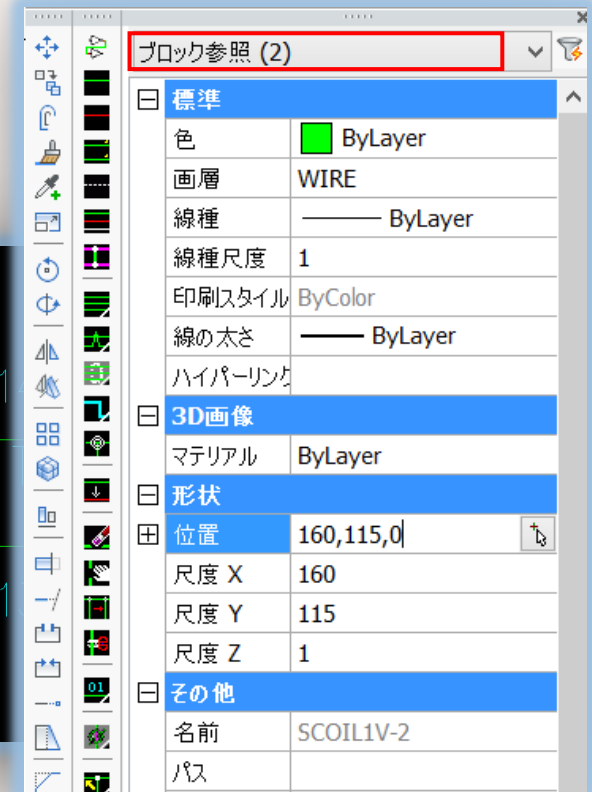 ブロック参照 (2)
標準
色 ByLayer
画層 WIRE
線種 ByLayer
線種尺度 1
印刷スタイル ByColor
線の太さ ByLayer
ハイパーリンク
3D画像
マテリアル ByLayer
形状
位置 160,115,0
尺度 X 160
尺度 Y 115
尺度 Z 1
その他
名前 SCOIL1V-2
パス
01